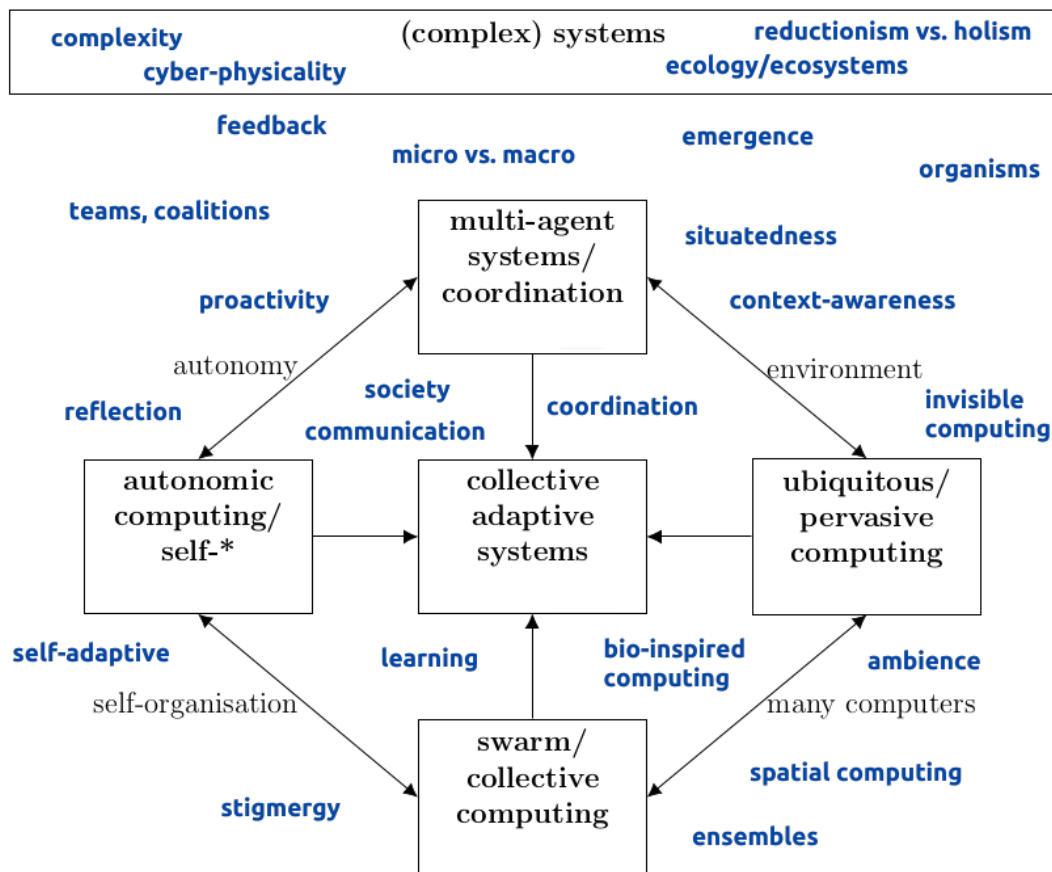 complexity
(complex) systems
reductionism vs. holism
cyber-physicality
ecology/ecosystems
feedback
micro vs. macro
emergence
organisms
teams, coalitions
multi-agent
systems/
coordination
situatedness
proactivity
context-awareness
autonomy
environment
reflection
society
communication
coordination
invisible
computing
autonomic
computing/
self-*
collective
adaptive
systems
ubiquitous/
pervasive
computing
self-adaptive
learning
bio-inspired
computing
ambience
self-organisation
many computers
swarm/
collective
computing
stigmergy
spatial computing
ensembles